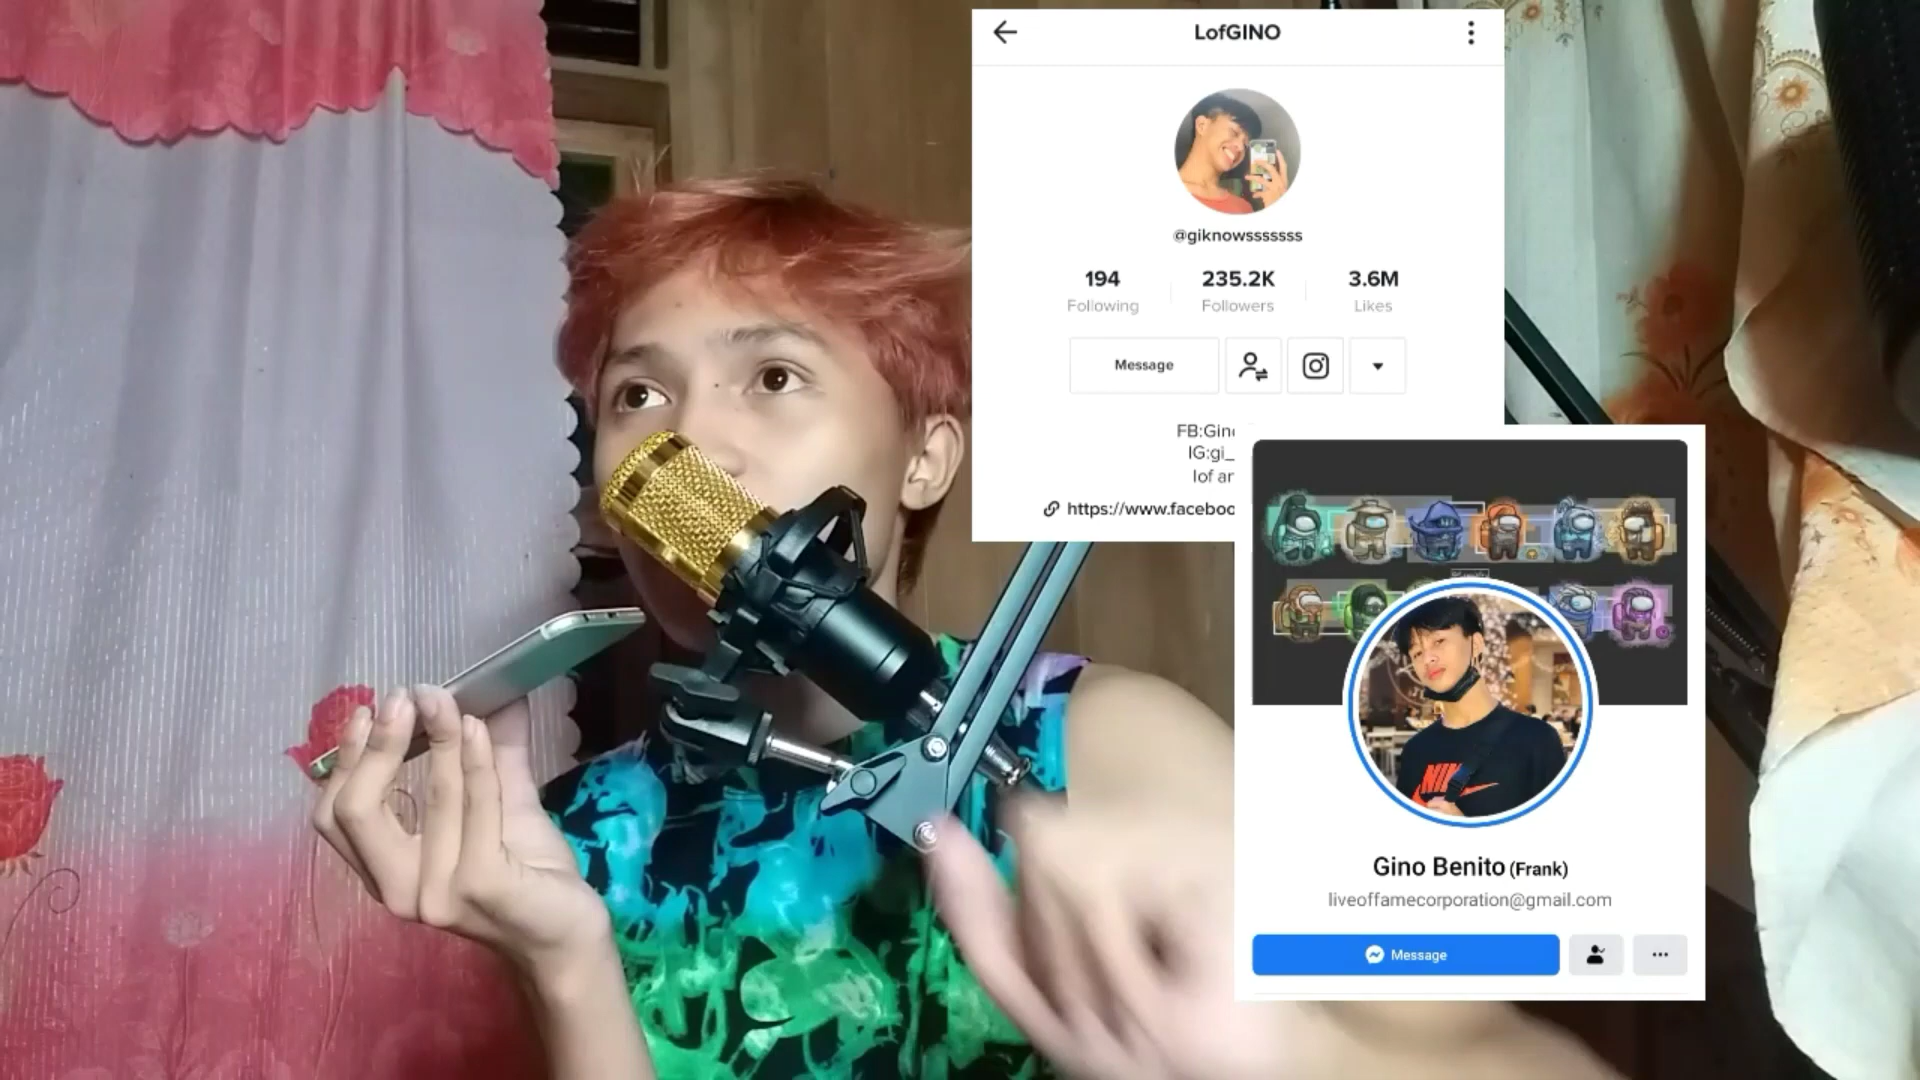 LofGINO
@giknowsssssss
194
235.2K
3.6M
Following
Followers
Likes
Message
FB:Gin
IG:gi_
lof ar
https://www.faceboo
NIK
Gino Benito (Frank)
liveoffamecorporation@gmail.com
Message